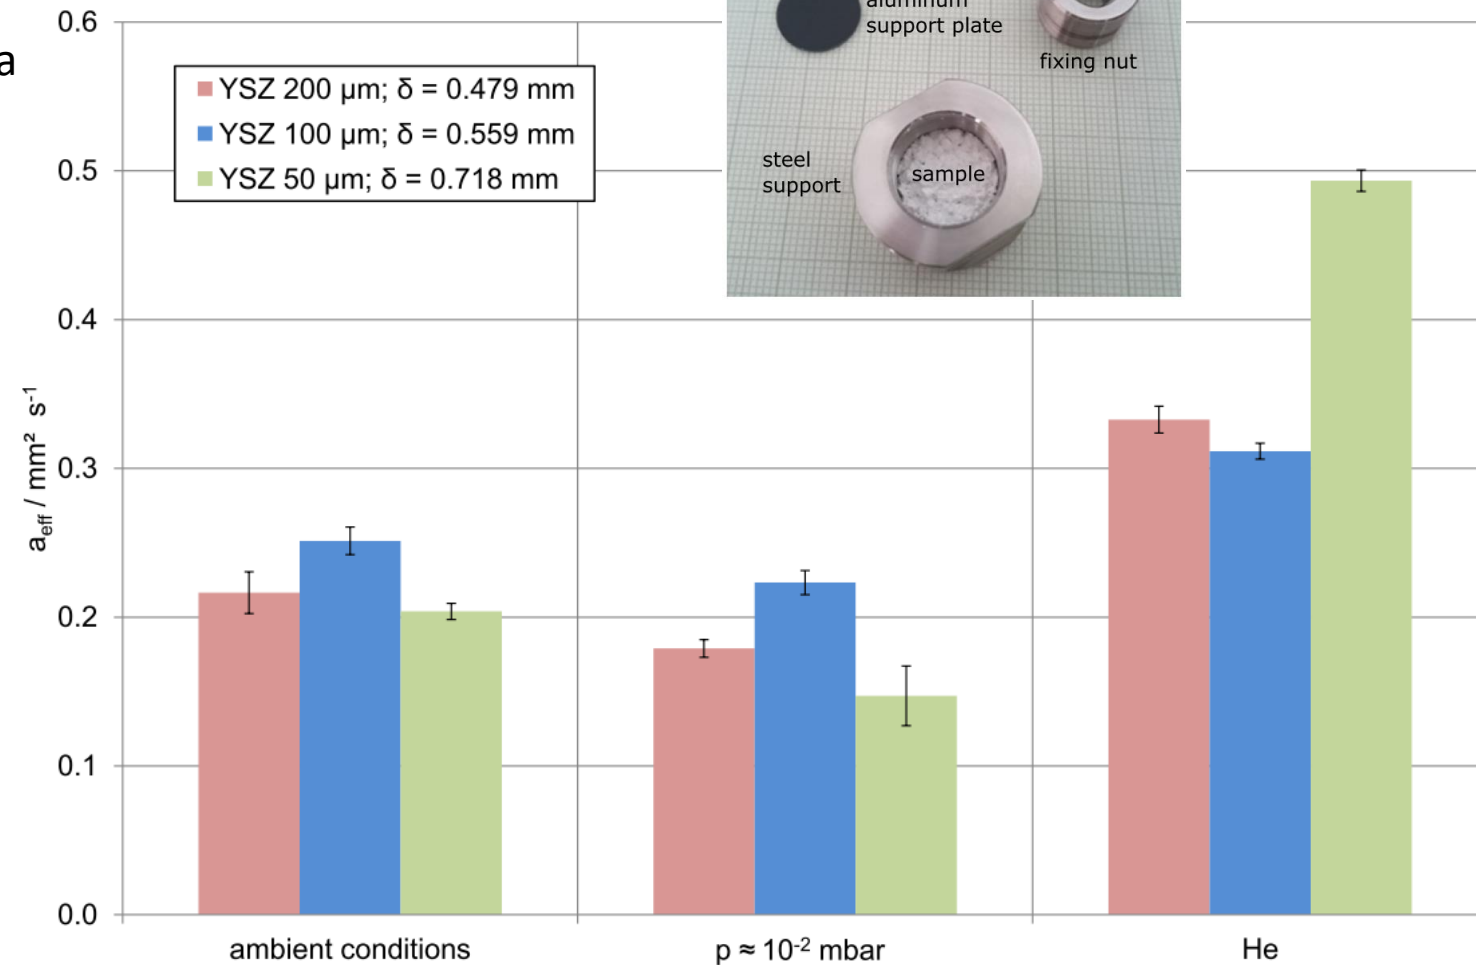 a
0.6
0.5
0.4
0.3
0.2
0.1
0.0
a_eff / mm² s⁻¹
YSZ 200 µm; δ = 0.479 mm
YSZ 100 µm; δ = 0.559 mm
YSZ 50 µm; δ = 0.718 mm
aluminum
support plate
fixing nut
steel
support
sample
ambient conditions
p ≈ 10⁻² mbar
He